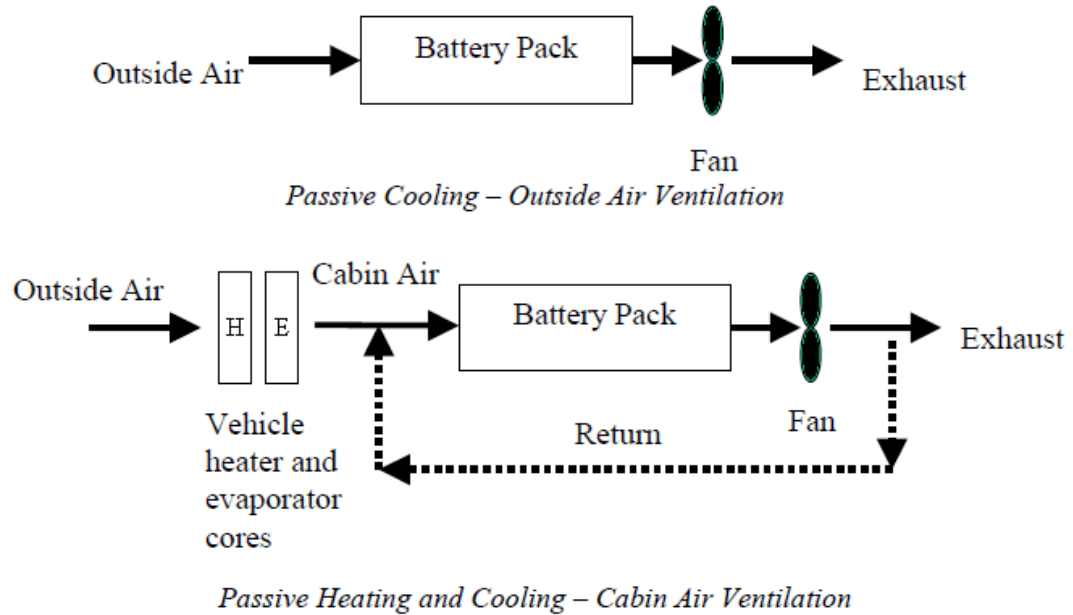 Battery Pack
Outside Air
Exhaust
Fan
Passive Cooling – Outside Air Ventilation
Cabin Air
Outside Air
H E
Battery Pack
Exhaust
Vehicle
heater and
evaporator
cores
Return
Fan
Passive Heating and Cooling – Cabin Air Ventilation